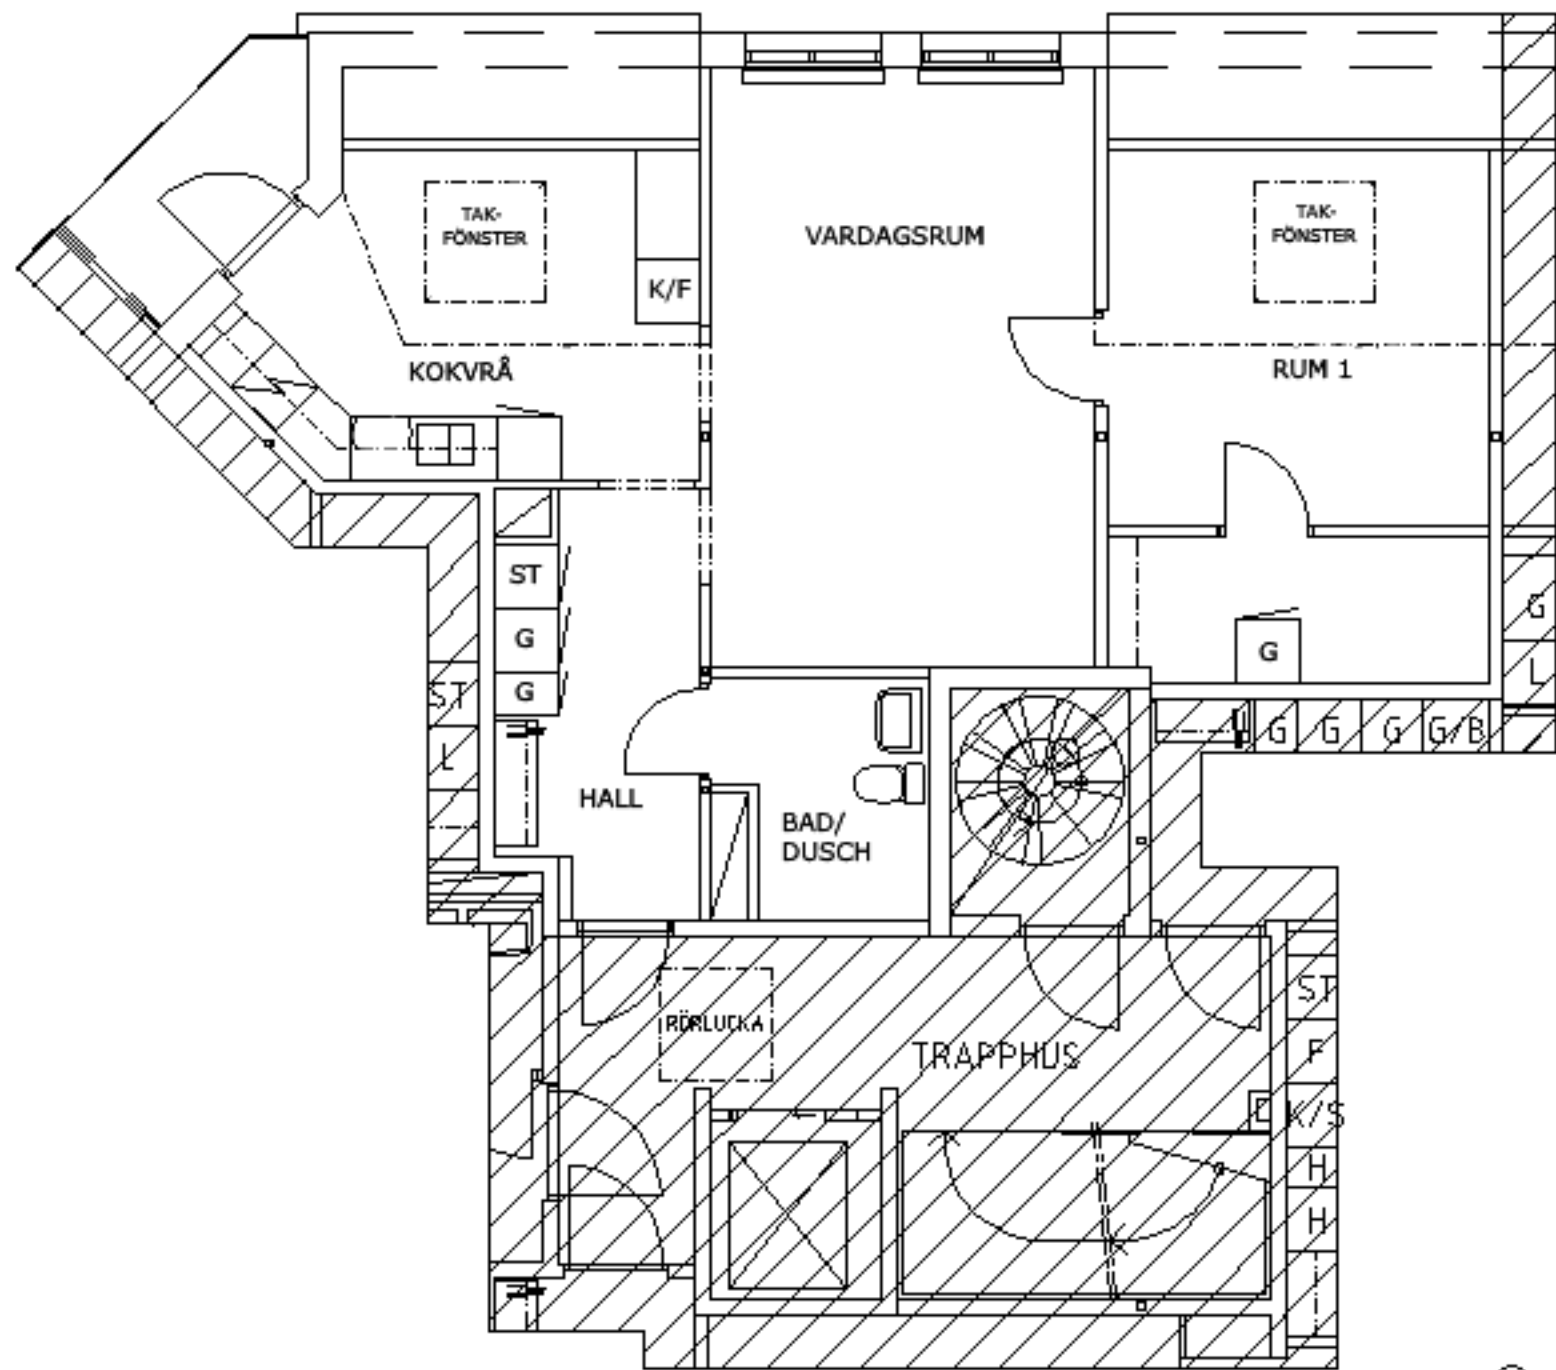 TAK-
FÖNSTER
VARDAGSRUM
TAK-
FÖNSTER
K/F
KOKVRÅ
RUM 1
ST
G
G
G
G
L
ST
L
G
G
G
G/B
HALL
BAD/
DUSCH
RÖRLUCKA
TRAPPHUS
ST
F
K/S
H
H